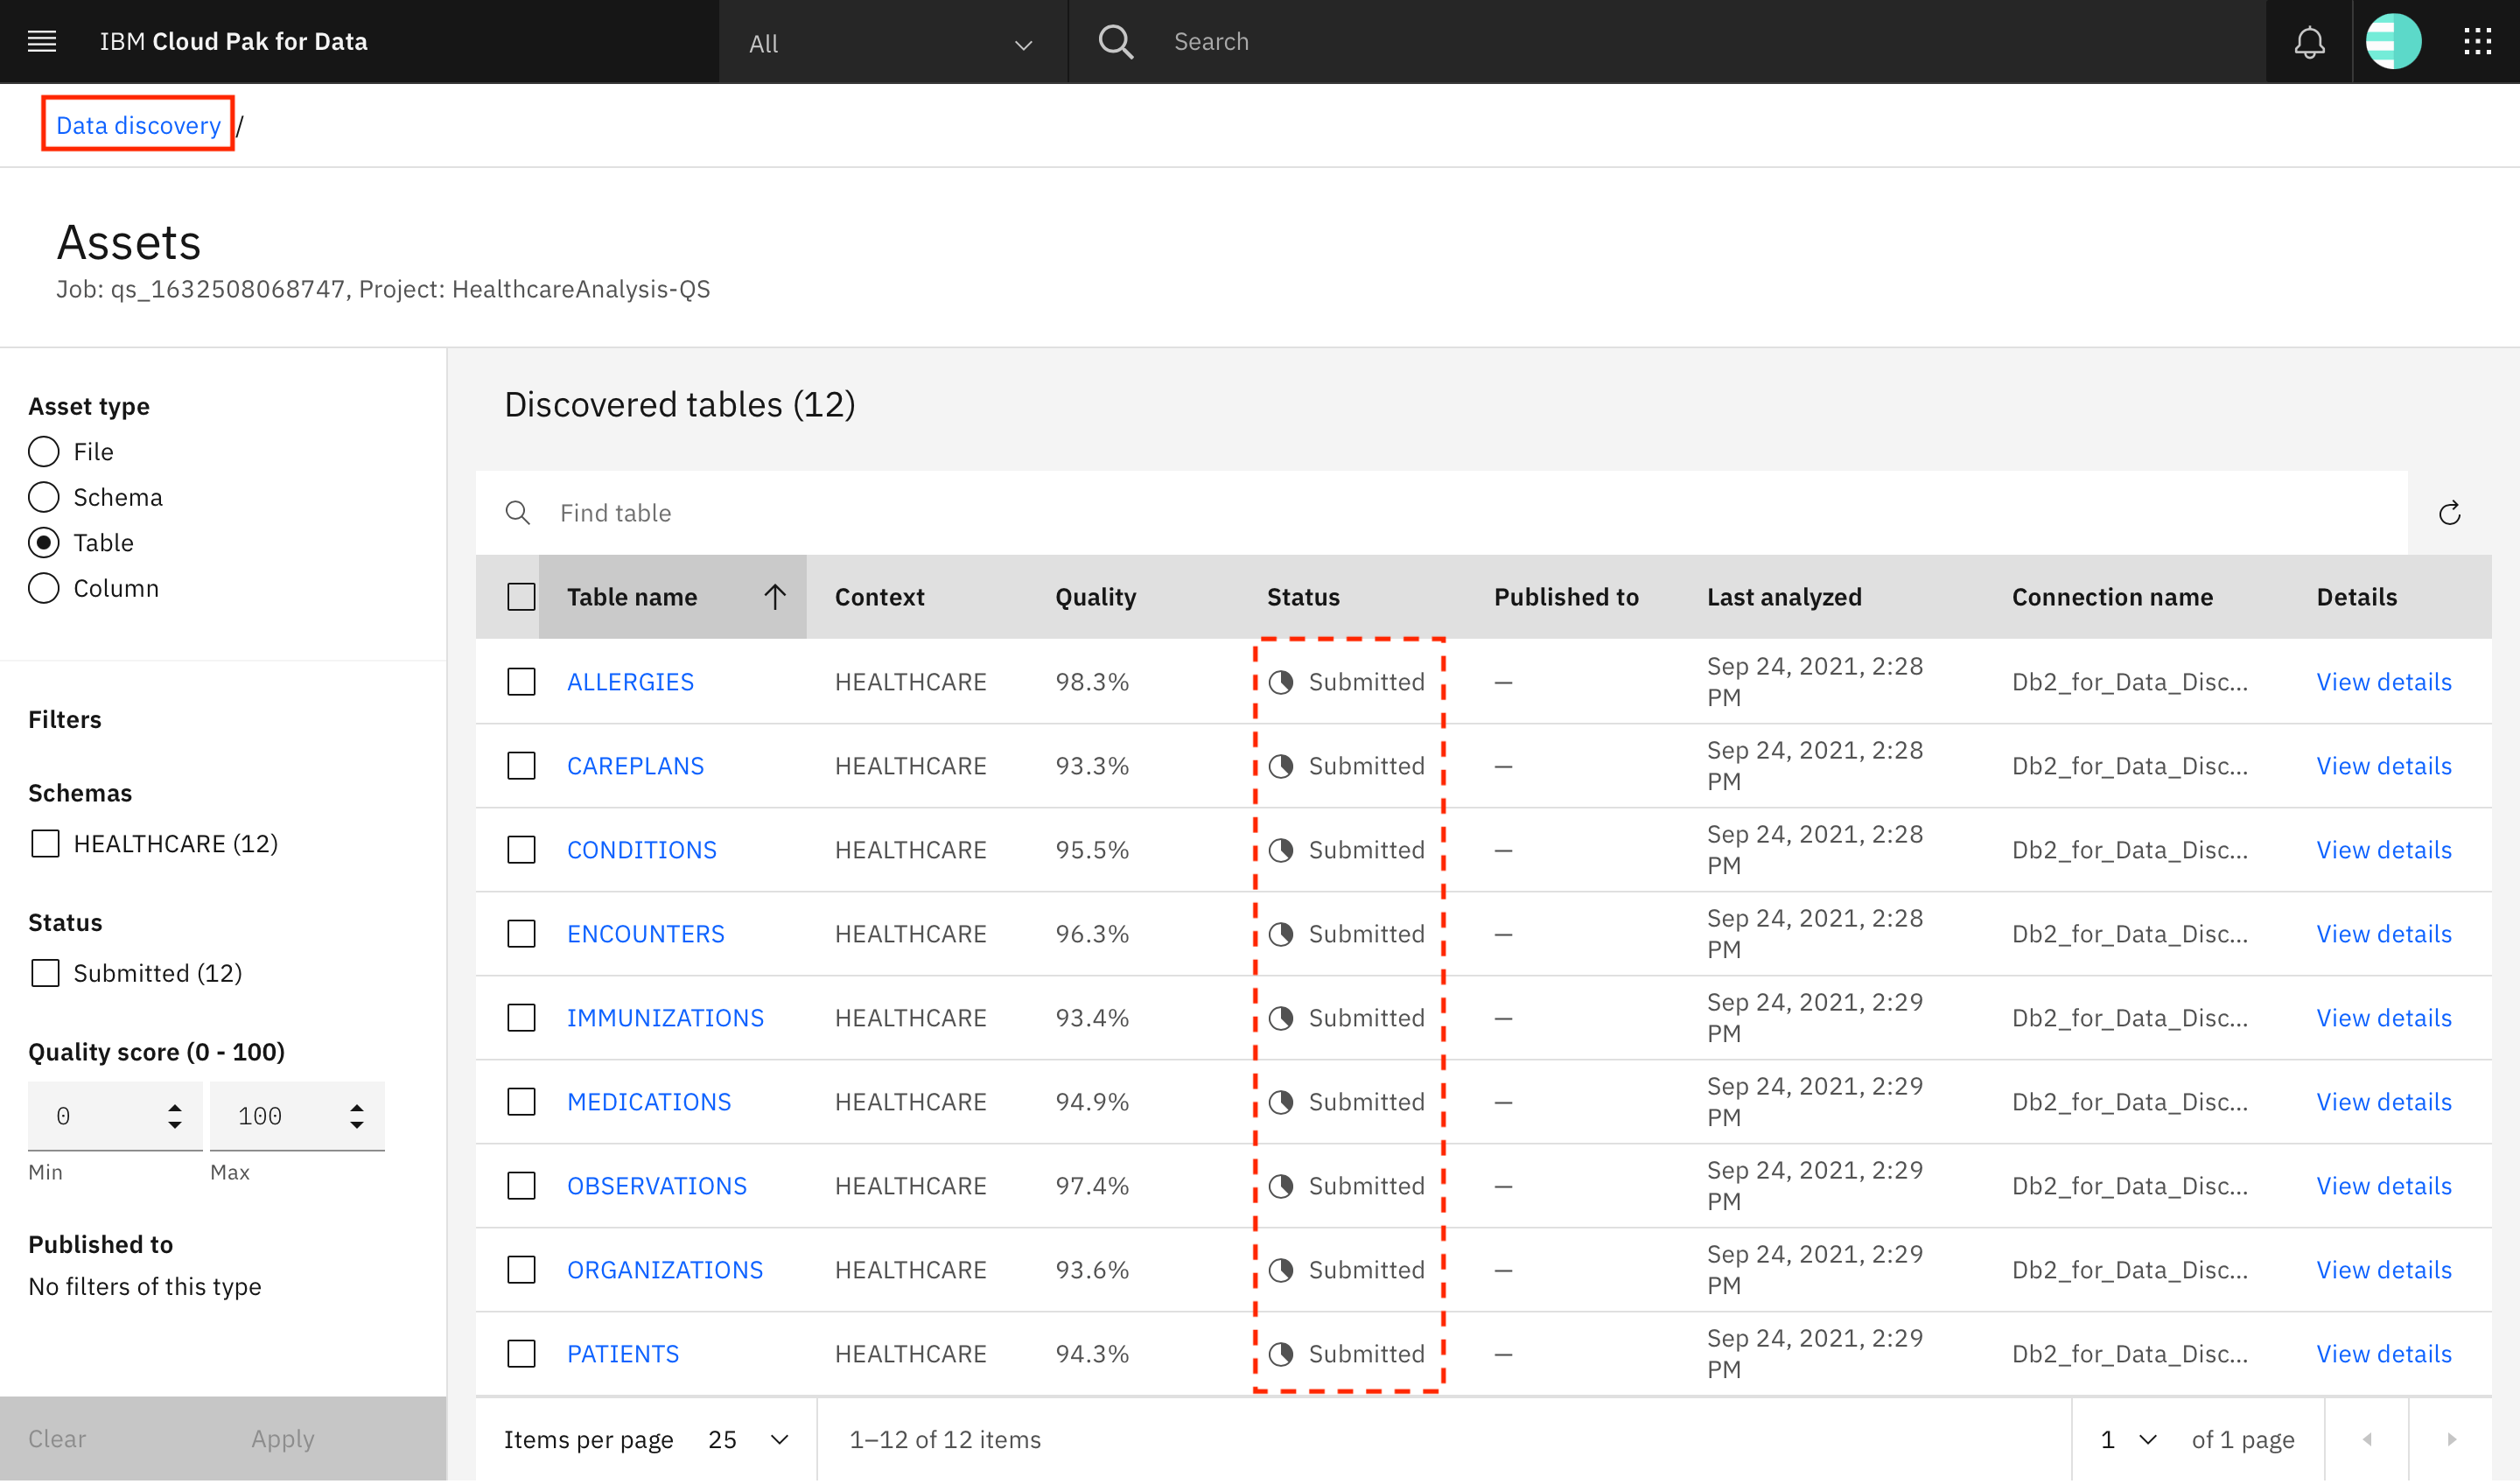 IBM Cloud Pak for Data
All
Search
Data discovery /
Assets
Job: qs_1632508068747, Project: HealthcareAnalysis-QS
Asset type
File
Schema
Table
Column
Filters
Schemas
HEALTHCARE (12)
Status
Submitted (12)
Quality score (0 - 100)
0 100
Min Max
Published to
No filters of this type
Clear Apply
Discovered tables (12)
Find table
Table name Context Quality Status Published to Last analyzed Connection name Details
ALLERGIES HEALTHCARE 98.3% Submitted — Sep 24, 2021, 2:28 PM Db2_for_Data_Disc... View details
CAREPLANS HEALTHCARE 93.3% Submitted — Sep 24, 2021, 2:28 PM Db2_for_Data_Disc... View details
CONDITIONS HEALTHCARE 95.5% Submitted — Sep 24, 2021, 2:28 PM Db2_for_Data_Disc... View details
ENCOUNTERS HEALTHCARE 96.3% Submitted — Sep 24, 2021, 2:28 PM Db2_for_Data_Disc... View details
IMMUNIZATIONS HEALTHCARE 93.4% Submitted — Sep 24, 2021, 2:29 PM Db2_for_Data_Disc... View details
MEDICATIONS HEALTHCARE 94.9% Submitted — Sep 24, 2021, 2:29 PM Db2_for_Data_Disc... View details
OBSERVATIONS HEALTHCARE 97.4% Submitted — Sep 24, 2021, 2:29 PM Db2_for_Data_Disc... View details
ORGANIZATIONS HEALTHCARE 93.6% Submitted — Sep 24, 2021, 2:29 PM Db2_for_Data_Disc... View details
PATIENTS HEALTHCARE 94.3% Submitted — Sep 24, 2021, 2:29 PM Db2_for_Data_Disc... View details
Items per page 25 1–12 of 12 items 1 of 1 page